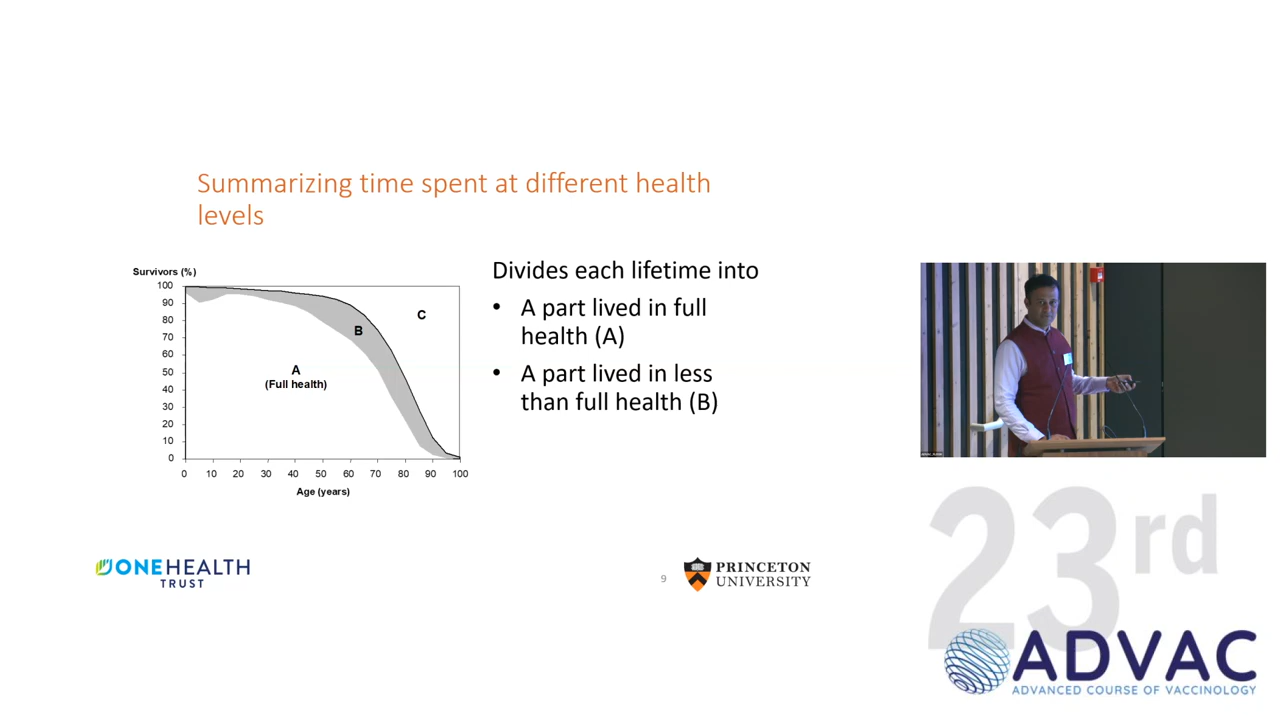 Summarizing time spent at different health
levels
Survivors (%)
100
90
80
70
60
50
40
30
20
10
0
0 10 20 30 40 50 60 70 80 90 100
Age (years)
A
(Full health)
B
C
Divides each lifetime into
• A part lived in full
health (A)
• A part lived in less
than full health (B)
ONEHEALTH
TRUST
9
PRINCETON
UNIVERSITY
23rd
ADVAC
ADVANCED COURSE OF VACCINOLOGY